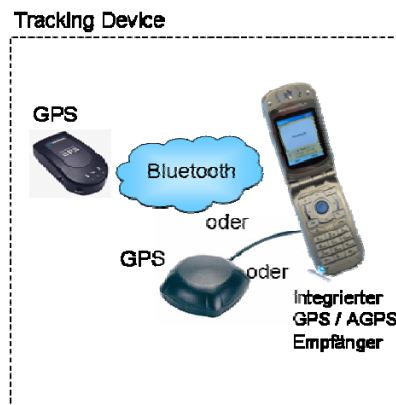 Tracking Device
GPS
Bluetooth
oder
GPS
oder
Integrierter
GPS / AGPS
Empfänger